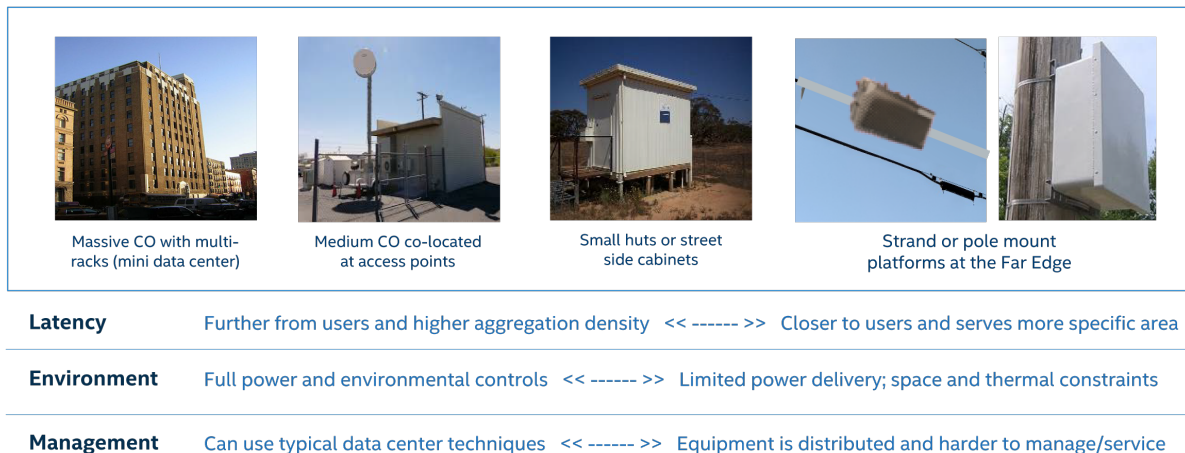 Massive CO with multi-
racks (mini data center)
Medium CO co-located
at access points
Small huts or street
side cabinets
Strand or pole mount
platforms at the Far Edge
Latency Further from users and higher aggregation density << ------ >> Closer to users and serves more specific area
Environment Full power and environmental controls << ------ >> Limited power delivery; space and thermal constraints
Management Can use typical data center techniques << ------ >> Equipment is distributed and harder to manage/service